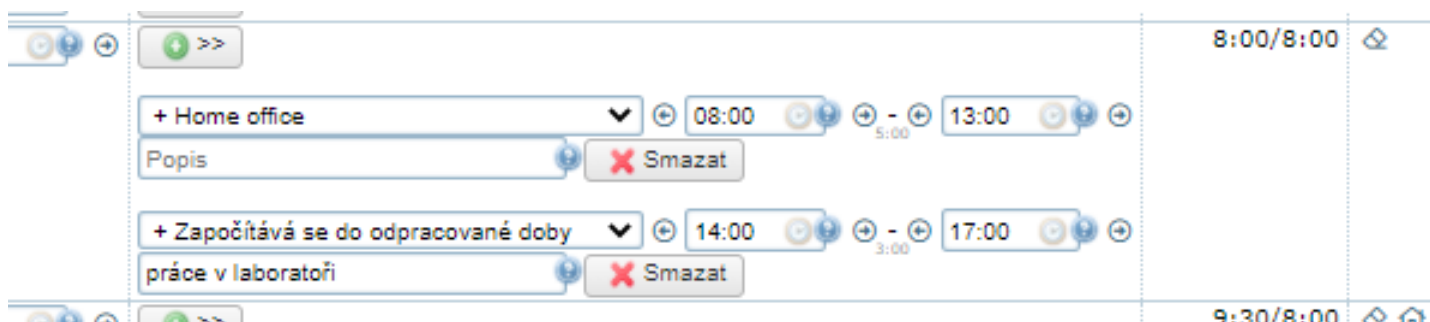 >> 8:00/8:00
+ Home office 08:00 - 13:00
5:00
Popis Smazat
+ Započítává se do odpracované doby 14:00 - 17:00
3:00
práce v laboratoři Smazat
>> 9:30/8:00